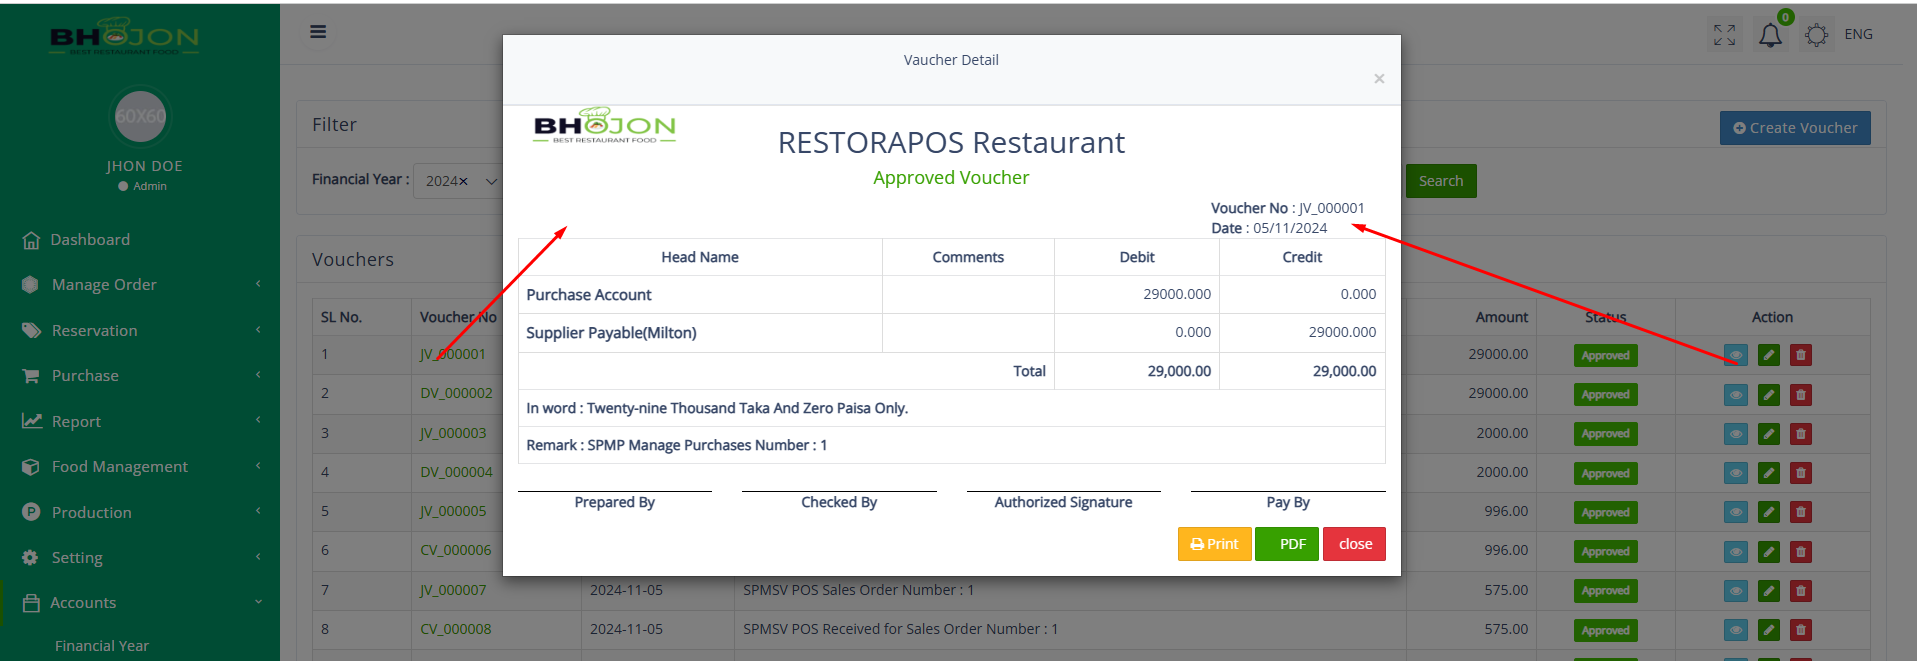 BHOJON
BEST RESTAURANT FOOD
60X60
JHON DOE
Admin
Dashboard
Manage Order
Reservation
Purchase
Report
Food Management
Production
Setting
Accounts
Financial Year
0
ENG
Filter
Create Voucher
Financial Year : 2024× Search
Vouchers
SL No. Voucher No Amount Status Action
1 JV_000001 29000.00 Approved
2 DV_000002 29000.00 Approved
3 JV_000003 2000.00 Approved
4 DV_000004 2000.00 Approved
5 JV_000005 996.00 Approved
6 CV_000006 996.00 Approved
7 JV_000007 2024-11-05 SPMSV POS Sales Order Number : 1 575.00 Approved
8 CV_000008 2024-11-05 SPMSV POS Received for Sales Order Number : 1 575.00 Approved
Vaucher Detail
×
BHOJON
BEST RESTAURANT FOOD
RESTORAPOS Restaurant
Approved Voucher
Voucher No : JV_000001
Date : 05/11/2024
Head Name Comments Debit Credit
Purchase Account 29000.000 0.000
Supplier Payable(Milton) 0.000 29000.000
Total 29,000.00 29,000.00
In word : Twenty-nine Thousand Taka And Zero Paisa Only.
Remark : SPMP Manage Purchases Number : 1
Prepared By Checked By Authorized Signature Pay By
Print PDF close